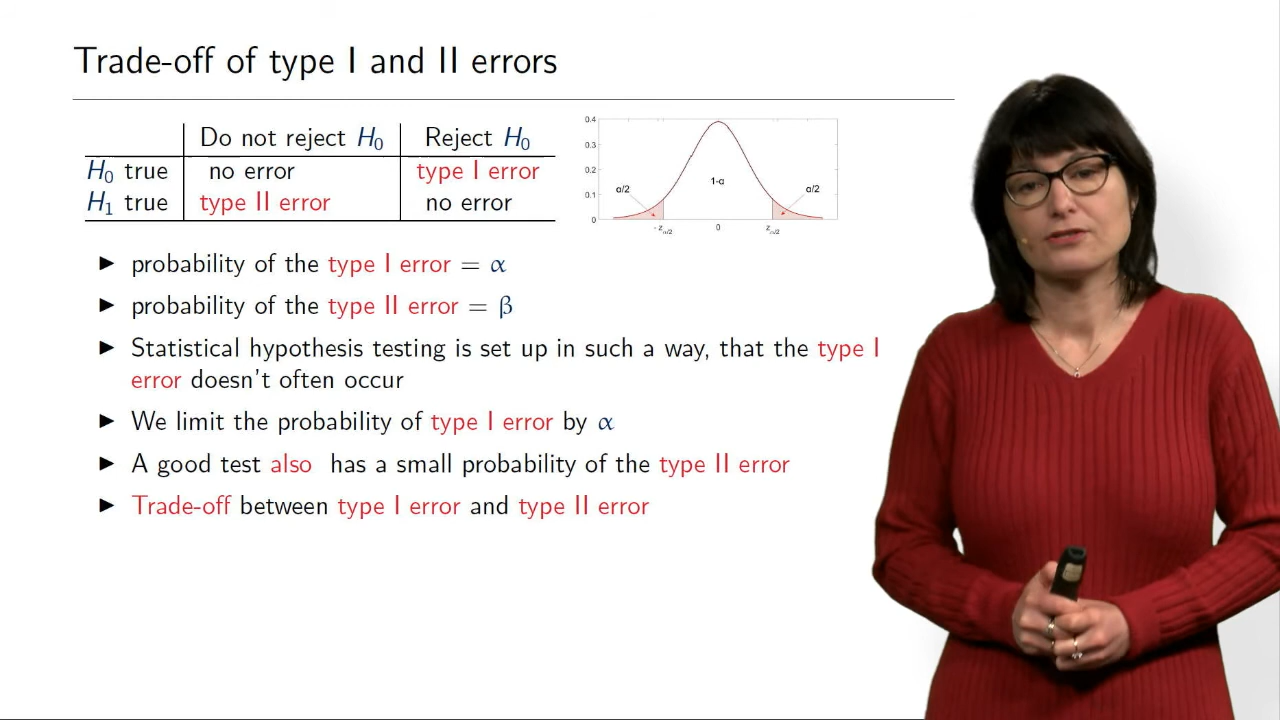 Trade-off of type I and II errors
Do not reject H₀ Reject H₀
H₀ true no error type I error
H₁ true type II error no error
0.4
0.3
0.2
0.1
0
α/2
1-α
α/2
- z_α/2 0 z_α/2
► probability of the type I error = α
► probability of the type II error = β
► Statistical hypothesis testing is set up in such a way, that the type I
error doesn't often occur
► We limit the probability of type I error by α
► A good test also has a small probability of the type II error
► Trade-off between type I error and type II error